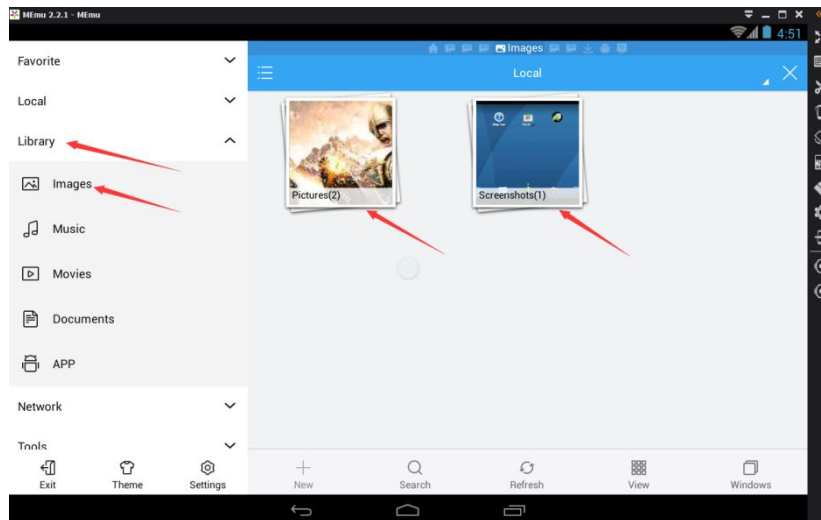 MEmu 2.2.1 - MEmu
4:51
Images
Local
Favorite
Local
Library
Images
Music
Movies
Documents
APP
Network
Tools
Pictures(2)
Screenshots(1)
Exit
Theme
Settings
New
Search
Refresh
View
Windows